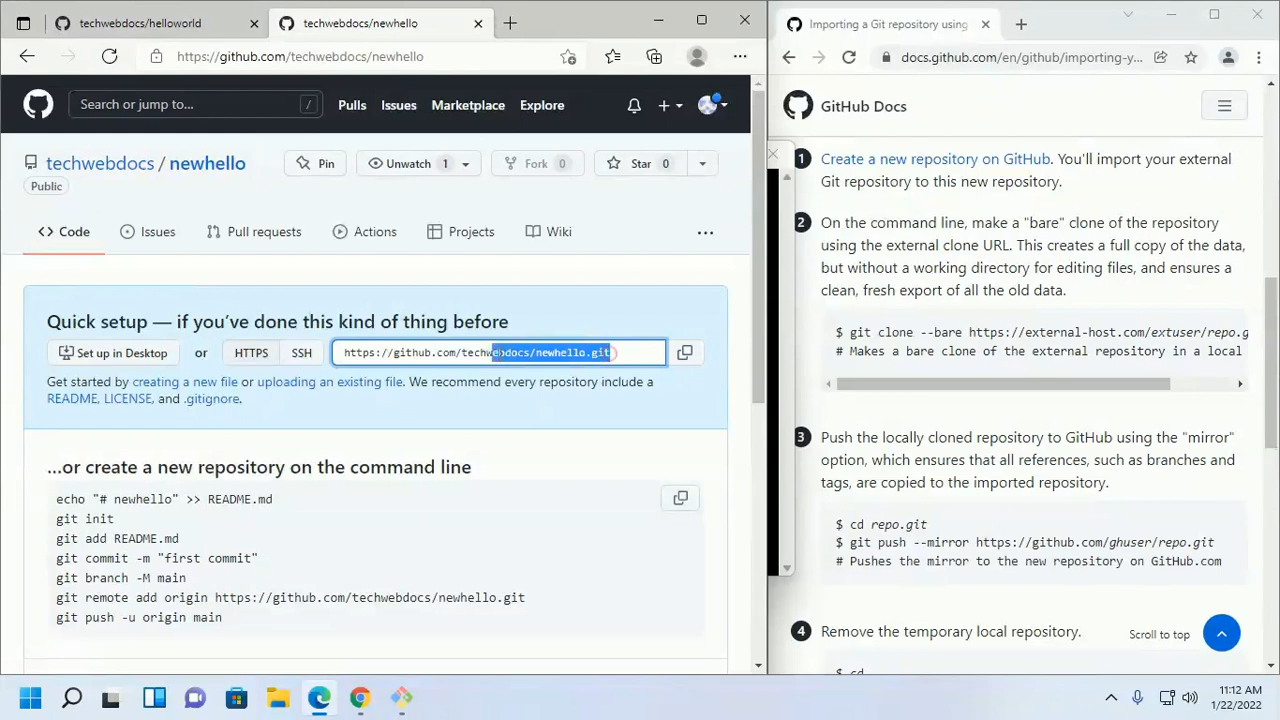 techwebdocs/helloworld
techwebdocs/newhello
https://github.com/techwebdocs/newhello
Search or jump to...
/
Pulls
Issues
Marketplace
Explore
techwebdocs / newhello
Public
Pin
Unwatch 1
Fork 0
Star 0
<> Code
Issues
Pull requests
Actions
Projects
Wiki
Quick setup — if you've done this kind of thing before
Set up in Desktop
or
HTTPS
SSH
https://github.com/techwebdocs/newhello.git
Get started by creating a new file or uploading an existing file. We recommend every repository include a
README, LICENSE, and .gitignore.
...or create a new repository on the command line
echo "# newhello" >> README.md
git init
git add README.md
git commit -m "first commit"
git branch -M main
git remote add origin https://github.com/techwebdocs/newhello.git
git push -u origin main
Importing a Git repository using
docs.github.com/en/github/importing-y...
GitHub Docs
1 Create a new repository on GitHub. You'll import your external
Git repository to this new repository.
2 On the command line, make a "bare" clone of the repository
using the external clone URL. This creates a full copy of the data,
but without a working directory for editing files, and ensures a
clean, fresh export of all the old data.
$ git clone --bare https://external-host.com/extuser/repo.g
# Makes a bare clone of the external repository in a local
3 Push the locally cloned repository to GitHub using the "mirror"
option, which ensures that all references, such as branches and
tags, are copied to the imported repository.
$ cd repo.git
$ git push --mirror https://github.com/ghuser/repo.git
# Pushes the mirror to the new repository on GitHub.com
4 Remove the temporary local repository.
Scroll to top
$ cd
11:12 AM
1/22/2022